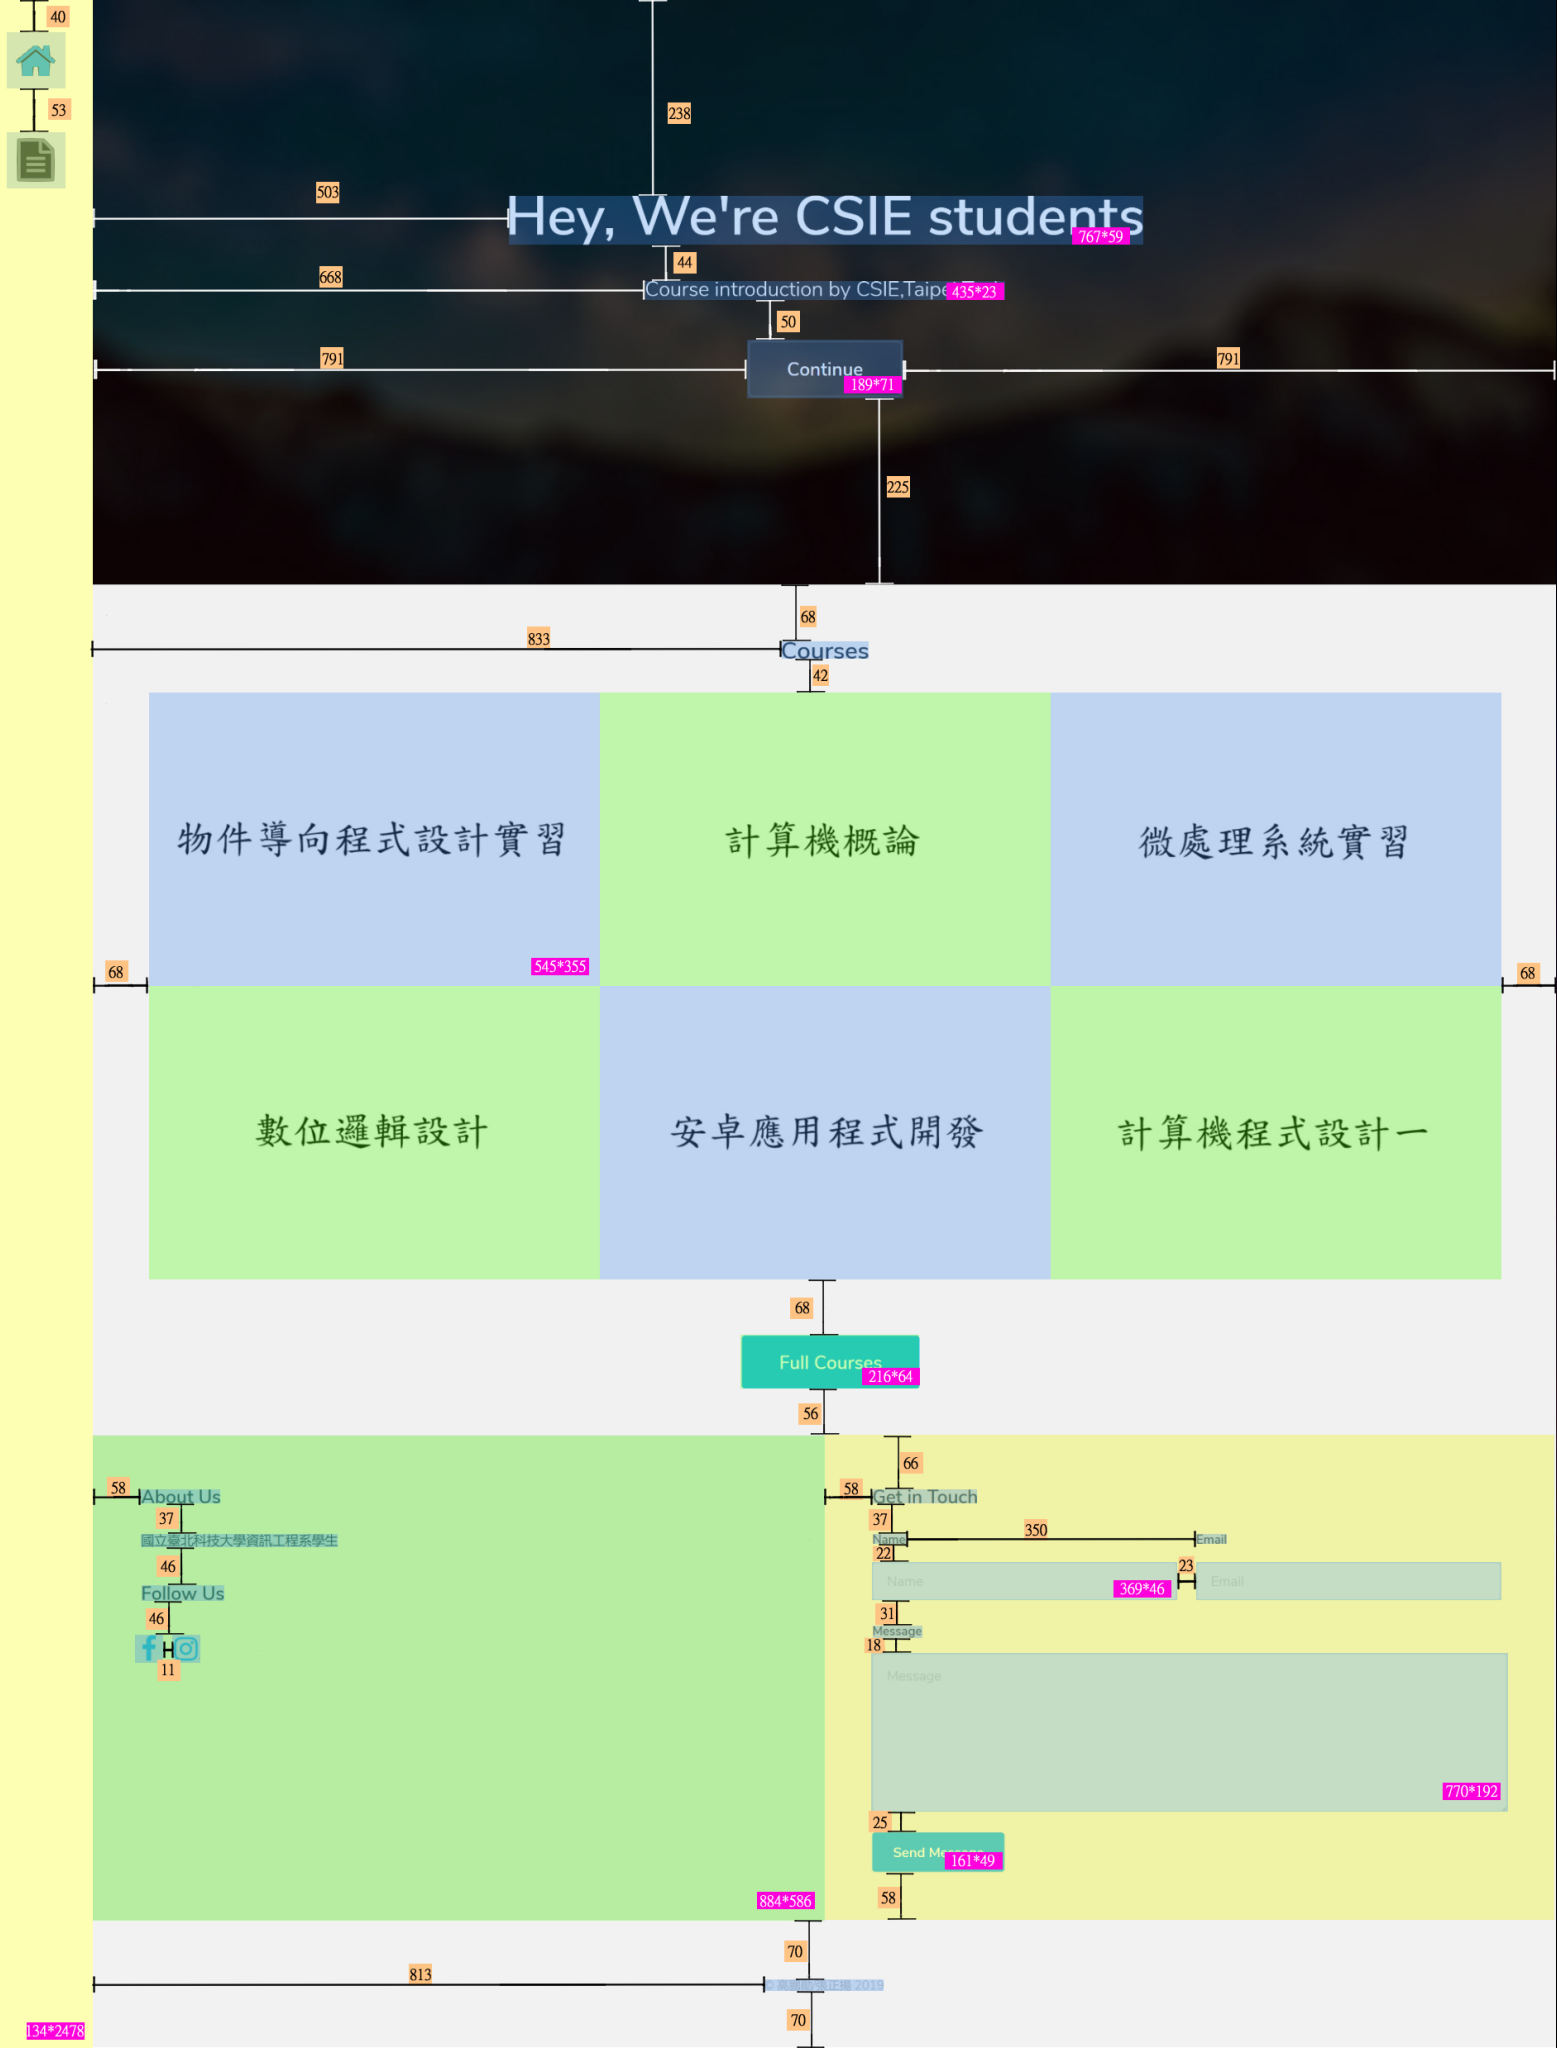 40
53
238
503
Hey, We're CSIE students
767*59
44
668
Course introduction by CSIE,Taipe
435*23
50
791
Continue
189*71
791
225
68
833
Courses
42
物件導向程式設計實習
計算機概論
微處理系統實習
545*355
68
68
數位邏輯設計
安卓應用程式開發
計算機程式設計一
68
Full Courses
216*64
56
66
58
About Us
58
Get in Touch
37
37
350
國立臺北科技大學資訊工程系學生
Name
Email
46
22
23
Follow Us
Name
369*46
Email
46
31
Message
18
11
Message
770*192
25
Send Me
161*49
884*586
58
70
813
2019
134*2478
70